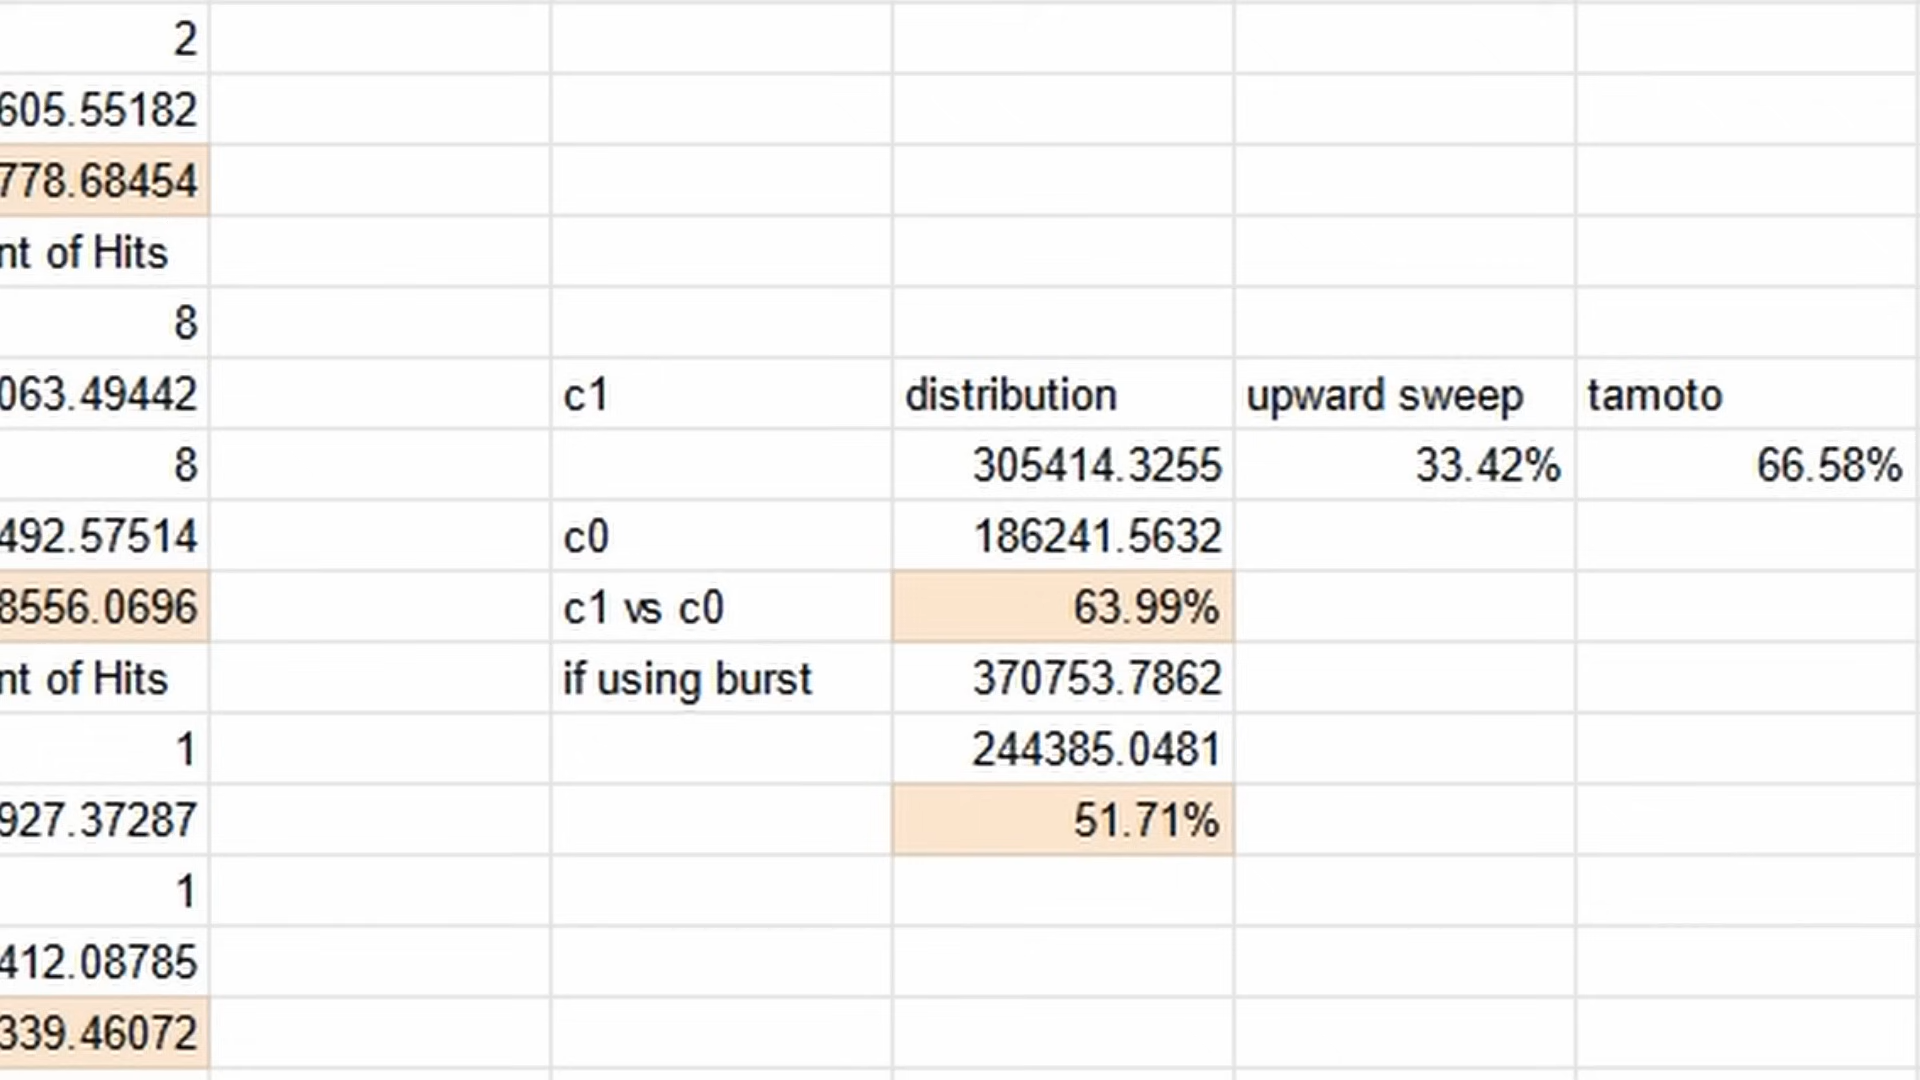 2
605.55182
778.68454
nt of Hits
8
063.49442 c1 distribution upward sweep tamoto
8 305414.3255 33.42% 66.58%
492.57514 c0 186241.5632
8556.0696 c1 vs c0 63.99%
nt of Hits if using burst 370753.7862
1 244385.0481
927.37287 51.71%
1
412.08785
339.46072